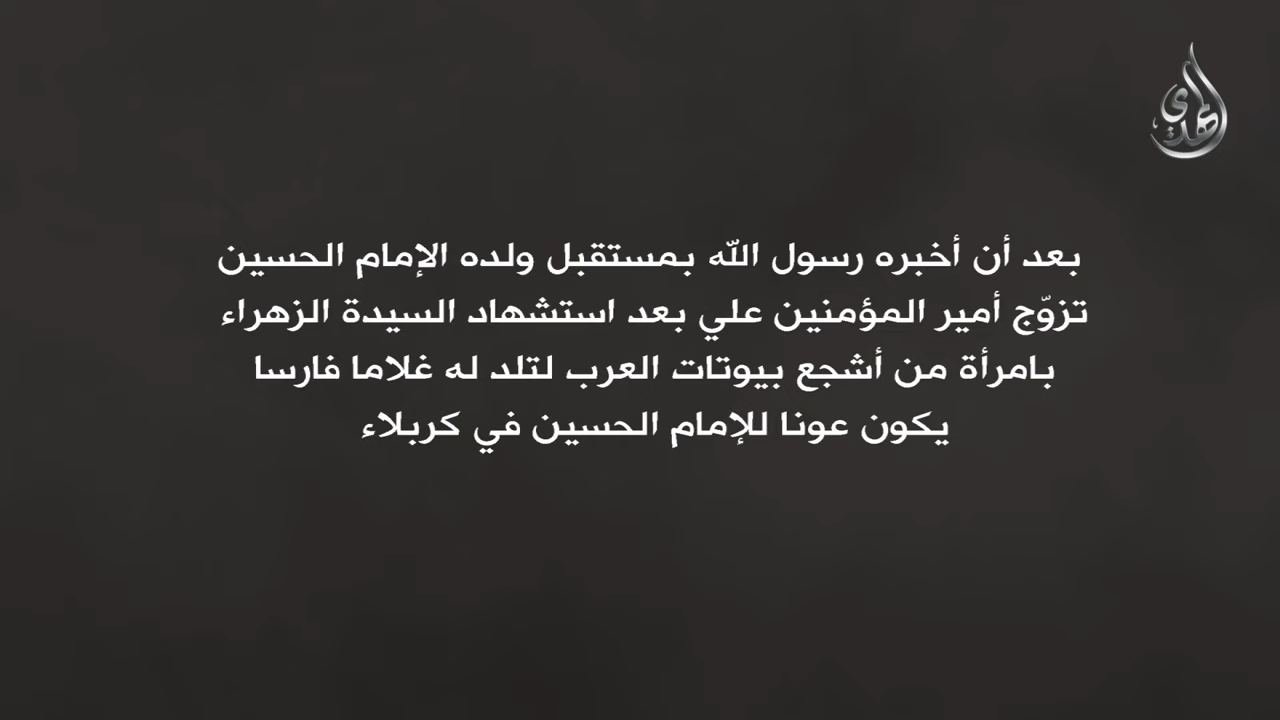 المهدي
بعد أن أخبره رسول الله بمستقبل ولده الإمام الحسين
تزوّج أمير المؤمنين علي بعد استشهاد السيدة الزهراء
بامرأة من أشجع بيوتات العرب لتلد له غلاما فارسا
يكون عونا للإمام الحسين في كربلاء